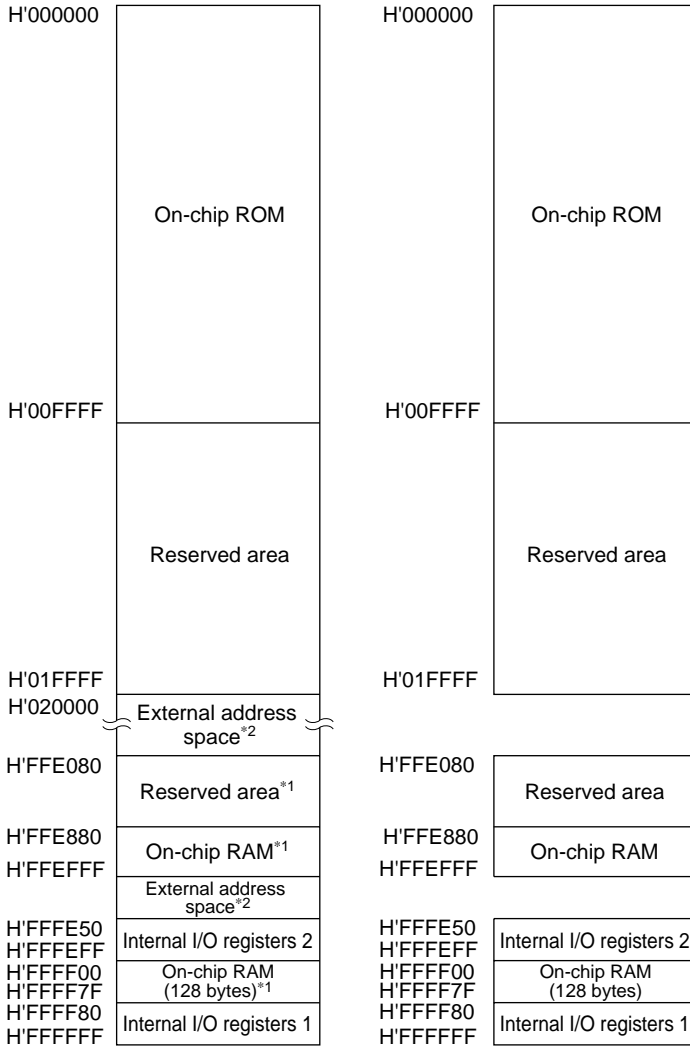 H'000000
On-chip ROM
H'00FFFF
Reserved area
H'01FFFF
H'020000
External address
space*2
H'FFE080
Reserved area*1
H'FFE880
On-chip RAM*1
H'FFEFFF
External address
space*2
H'FFFE50
Internal I/O registers 2
H'FFFEFF
H'FFFF00
On-chip RAM
(128 bytes)*1
H'FFFF7F
H'FFFF80
Internal I/O registers 1
H'FFFFFF
H'000000
On-chip ROM
H'00FFFF
Reserved area
H'01FFFF
H'FFE080
Reserved area
H'FFE880
On-chip RAM
H'FFEFFF
H'FFFE50
Internal I/O registers 2
H'FFFEFF
H'FFFF00
On-chip RAM
(128 bytes)
H'FFFF7F
H'FFFF80
Internal I/O registers 1
H'FFFFFF